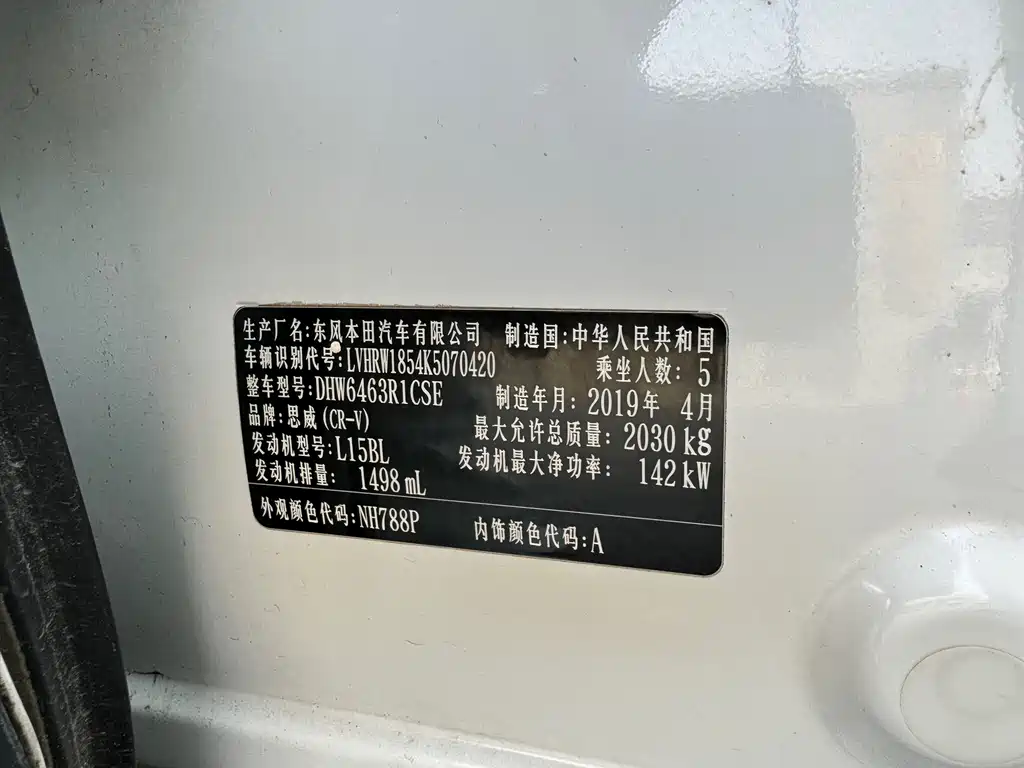 生产厂名:东风本田汽车有限公司 制造国:中华人民共和国
车辆识别代号:LVHRW1854K5070420 乘坐人数: 5
整车型号:DHW6463R1CSE 制造年月: 2019年 4月
品牌:思威(CR-V) 最大允许总质量: 2030 kg
发动机型号:L15BL 发动机最大净功率: 142 kW
发动机排量: 1498 mL
外观颜色代码:NH788P 内饰颜色代码:A